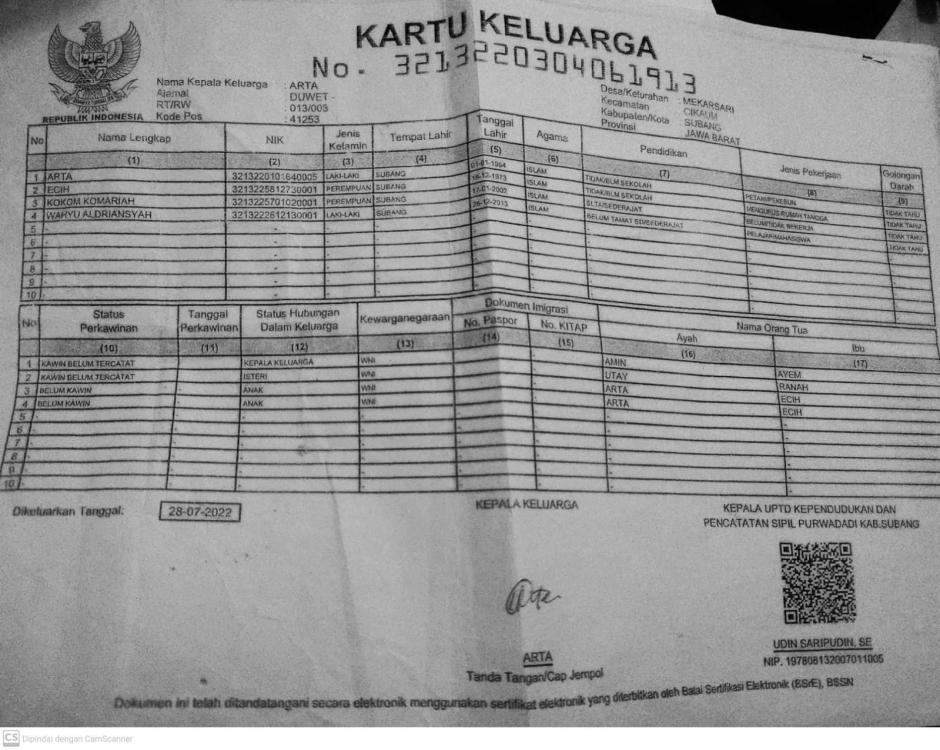 KARTU KELUARGA
No. 3213220304061913
REPUBLIK INDONESIA
Nama Kepala Keluarga : ARTA
Alamat : DUWET -
RT/RW : 013/003
Kode Pos : 41253
Desa/Kelurahan : MEKARSARI
Kecamatan : CIKAUM
Kabupaten/Kota : SUBANG
Provinsi : JAWA BARAT
No Nama Lengkap NIK Jenis Kelamin Tempat Lahir Tanggal Lahir Agama Pendidikan Jenis Pekerjaan Golongan Darah
(1) (2) (3) (4) (5) (6) (7) (8) (9)
1 ARTA 3213220101640005 LAKI-LAKI SUBANG 01-01-1964 ISLAM TIDAK/BLM SEKOLAH PETANI/PEKEBUN TIDAK TAHU
2 ECIH 3213225812730001 PEREMPUAN SUBANG 18-12-1973 ISLAM TIDAK/BLM SEKOLAH MENGURUS RUMAH TANGGA TIDAK TAHU
3 KOKOM KOMARIAH 3213225701020001 PEREMPUAN SUBANG 17-01-2002 ISLAM SLTA/SEDERAJAT BELUM/TIDAK BEKERJA TIDAK TAHU
4 WAHYU ALDRIANSYAH 3213222612130001 LAKI-LAKI SUBANG 26-12-2013 ISLAM BELUM TAMAT SD/SEDERAJAT PELAJAR/MAHASISWA TIDAK TAHU
5 -
6 -
7 -
8 -
9 -
10 -
No Status Perkawinan Tanggal Perkawinan Status Hubungan Dalam Keluarga Kewarganegaraan Dokumen Imigrasi No. Paspor No. KITAP Nama Orang Tua Ayah Ibu
(10) (11) (12) (13) (14) (15) (16) (17)
1 KAWIN BELUM TERCATAT KEPALA KELUARGA WNI AMIN AYEM
2 KAWIN BELUM TERCATAT ISTERI WNI UTAY RANAH
3 BELUM KAWIN ANAK WNI ARTA ECIH
4 BELUM KAWIN ANAK WNI ARTA ECIH
5 -
6 -
7 -
8 -
9 -
10 -
Dikeluarkan Tanggal: 28-07-2022
KEPALA KELUARGA
KEPALA UPTD KEPENDUDUKAN DAN
PENCATATAN SIPIL PURWADADI KAB.SUBANG
ARTA
Tanda Tangan/Cap Jempol
UDIN SARIPUDIN, SE
NIP. 197808132007011005
Dokumen ini telah ditandatangani secara elektronik menggunakan sertifikat elektronik yang diterbitkan oleh Balai Sertifikasi Elektronik (BSrE), BSSN
CS Dipindai dengan CamScanner